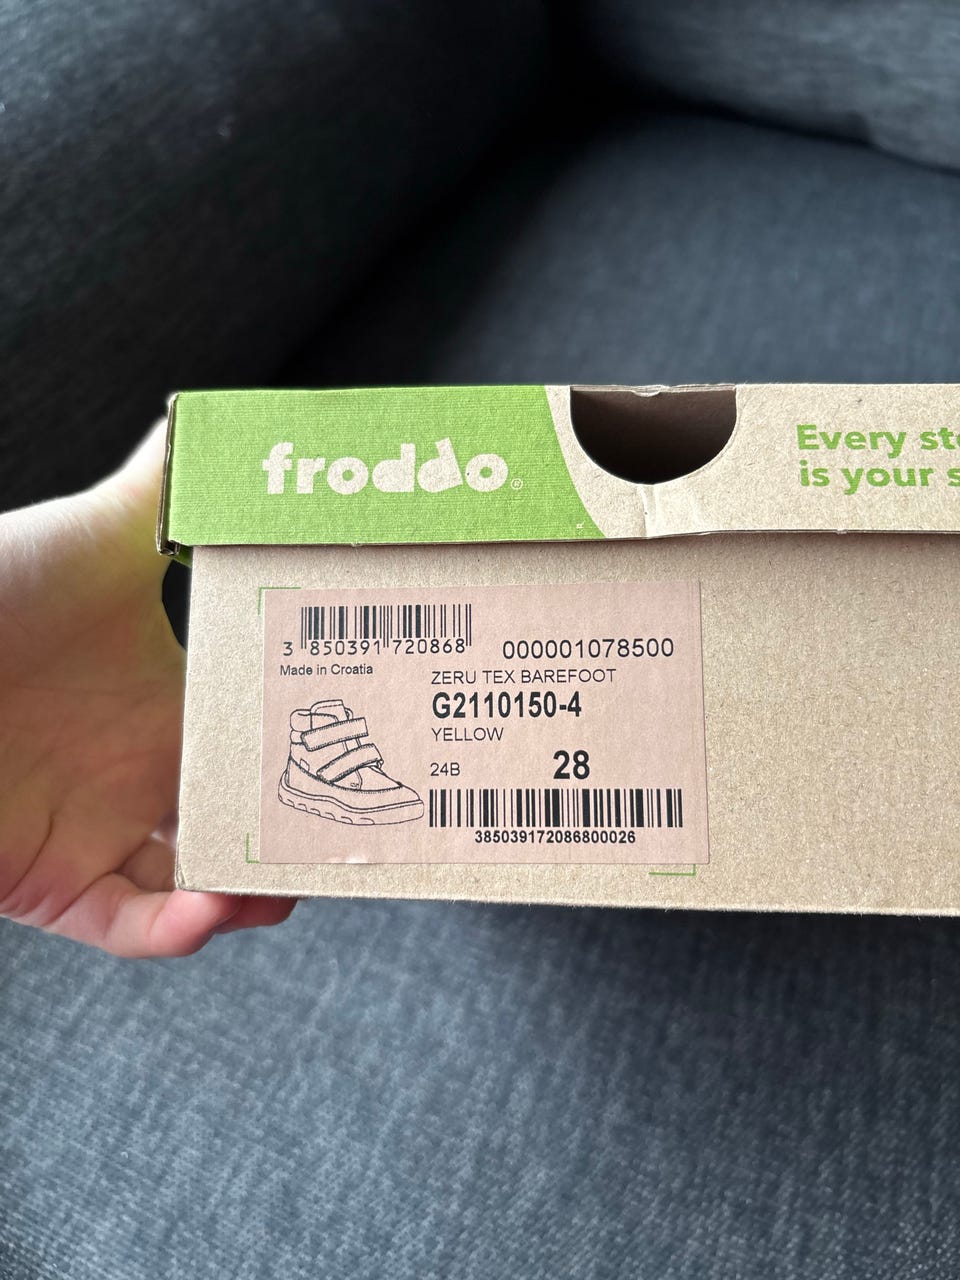 froddo®
Every
is your
3 850391 720868
000001078500
Made in Croatia
ZERU TEX BAREFOOT
G2110150-4
YELLOW
24B
28
385039172086800026